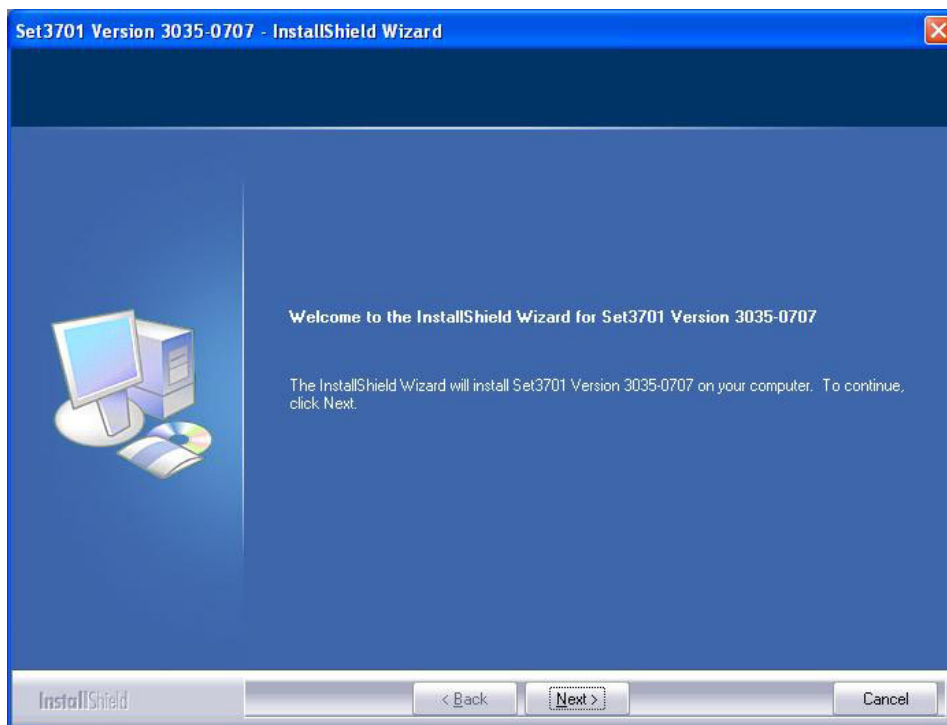 Set3701 Version 3035-0707 - InstallShield Wizard
Welcome to the InstallShield Wizard for Set3701 Version 3035-0707
The InstallShield Wizard will install Set3701 Version 3035-0707 on your computer. To continue,
click Next.
InstallShield
< Back
Next >
Cancel